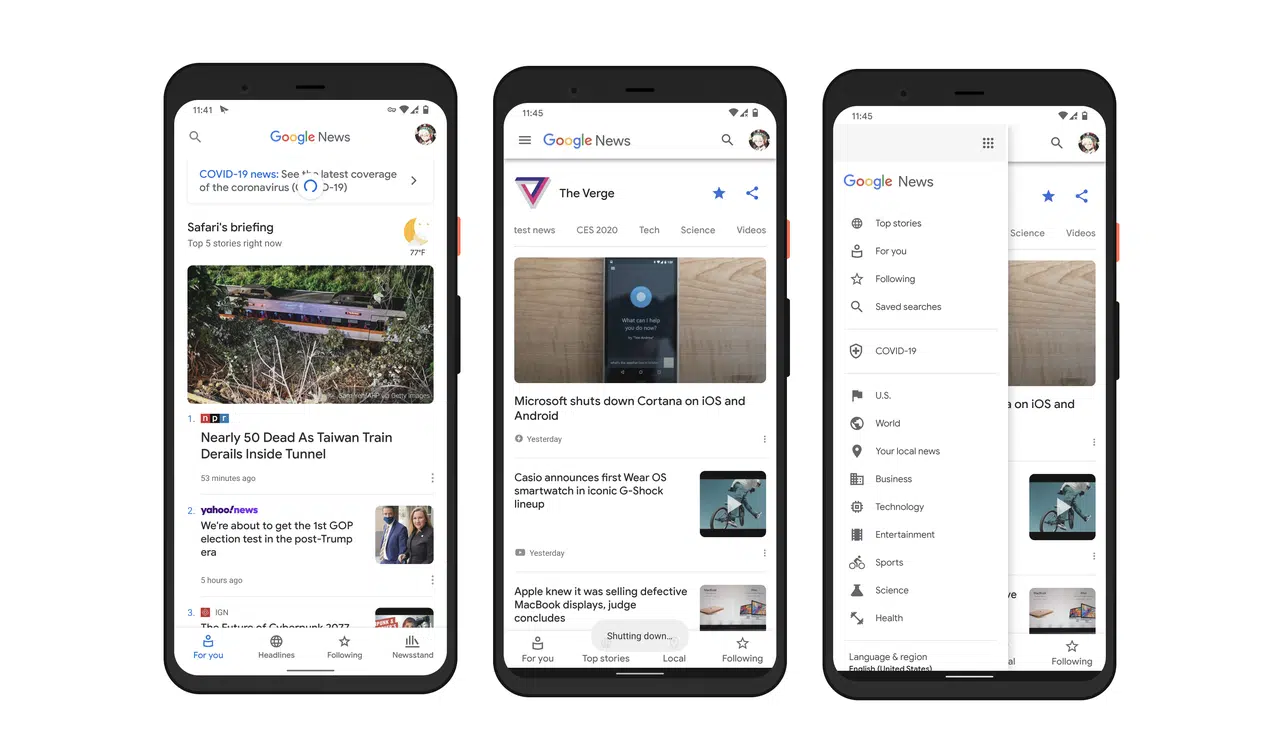 11:41
Google News
COVID-19 news: See the latest coverage
of the coronavirus (COVID-19)
Safari's briefing
Top 5 stories right now
77°F
1. npr
Nearly 50 Dead As Taiwan Train
Derails Inside Tunnel
53 minutes ago
2. yahoo!news
We're about to get the 1st GOP
election test in the post-Trump
era
5 hours ago
3. IGN
The Future of Cyberpunk 2077
For you
Headlines
Following
Newsstand
11:45
Google News
The Verge
test news
CES 2020
Tech
Science
Videos
What can I help
you do now?
Microsoft shuts down Cortana on iOS and
Android
Yesterday
Casio announces first Wear OS
smartwatch in iconic G-Shock
lineup
Yesterday
Apple knew it was selling defective
MacBook displays, judge
concludes
Shutting down...
For you
Top stories
Local
Following
11:45
Google News
Top stories
For you
Following
Saved searches
COVID-19
U.S.
World
Your local news
Business
Technology
Entertainment
Sports
Science
Health
Language & region
English (United States)
Science
Videos
a on iOS and
ve
al
Following